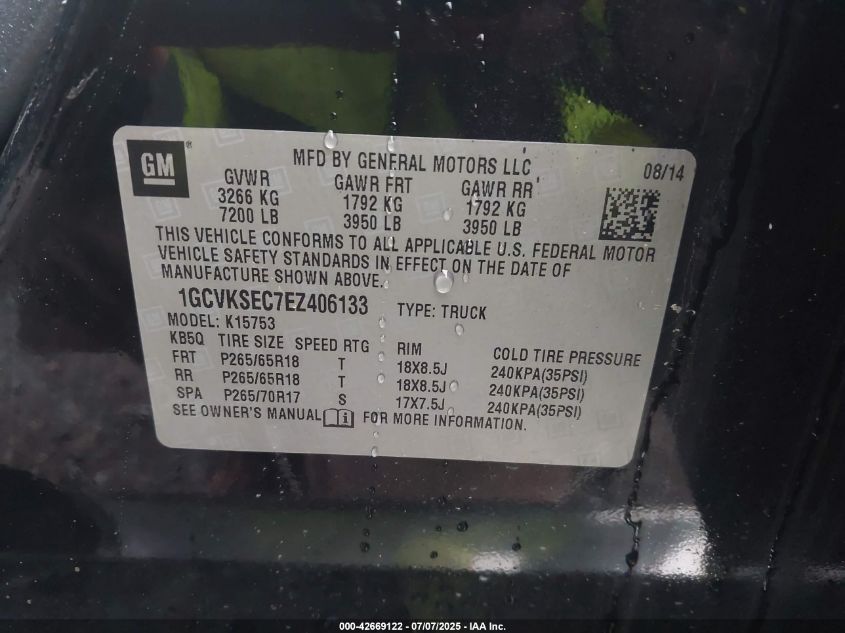 GM ®
MFD BY GENERAL MOTORS LLC
08/14
GVWR GAWR FRT GAWR RR
3266 KG 1792 KG 1792 KG
7200 LB 3950 LB 3950 LB
THIS VEHICLE CONFORMS TO ALL APPLICABLE U.S. FEDERAL MOTOR
VEHICLE SAFETY STANDARDS IN EFFECT ON THE DATE OF
MANUFACTURE SHOWN ABOVE.
1GCVKSEC7EZ406133 TYPE: TRUCK
MODEL: K15753
KB5Q TIRE SIZE SPEED RTG RIM COLD TIRE PRESSURE
FRT P265/65R18 T 18X8.5J 240KPA(35PSI)
RR P265/65R18 T 18X8.5J 240KPA(35PSI)
SPA P265/70R17 S 17X7.5J 240KPA(35PSI)
SEE OWNER'S MANUAL i FOR MORE INFORMATION.
000-42669122 - 07/07/2025 - IAA Inc.